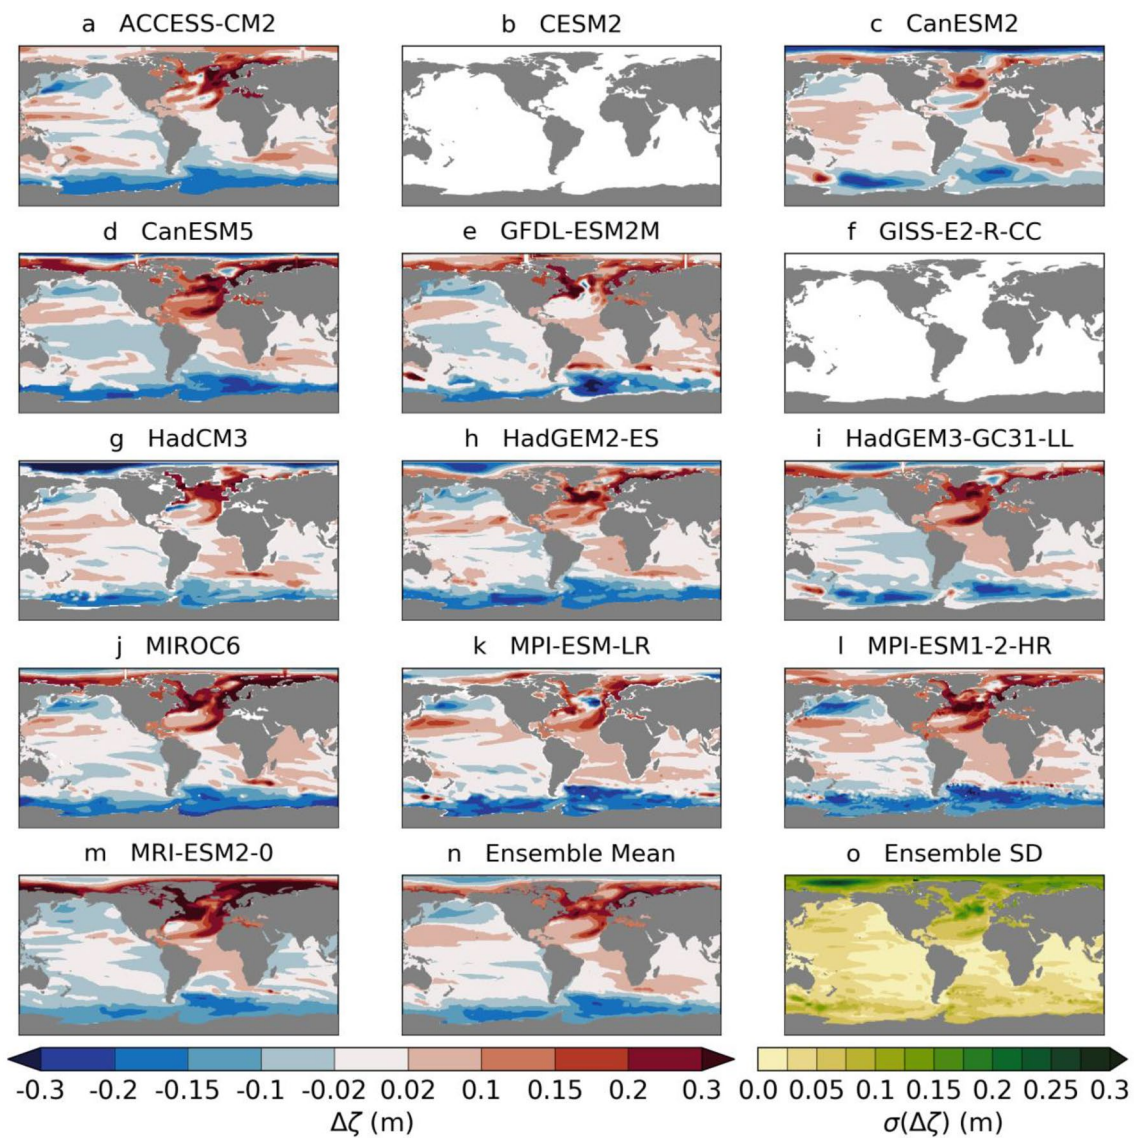 a ACCESS-CM2
b CESM2
c CanESM2
d CanESM5
e GFDL-ESM2M
f GISS-E2-R-CC
g HadCM3
h HadGEM2-ES
i HadGEM3-GC31-LL
j MIROC6
k MPI-ESM-LR
l MPI-ESM1-2-HR
m MRI-ESM2-0
n Ensemble Mean
o Ensemble SD
-0.3 -0.2 -0.15 -0.1 -0.02 0.02 0.1 0.15 0.2 0.3
Δζ (m)
0.0 0.05 0.1 0.15 0.2 0.25 0.3
σ(Δζ) (m)